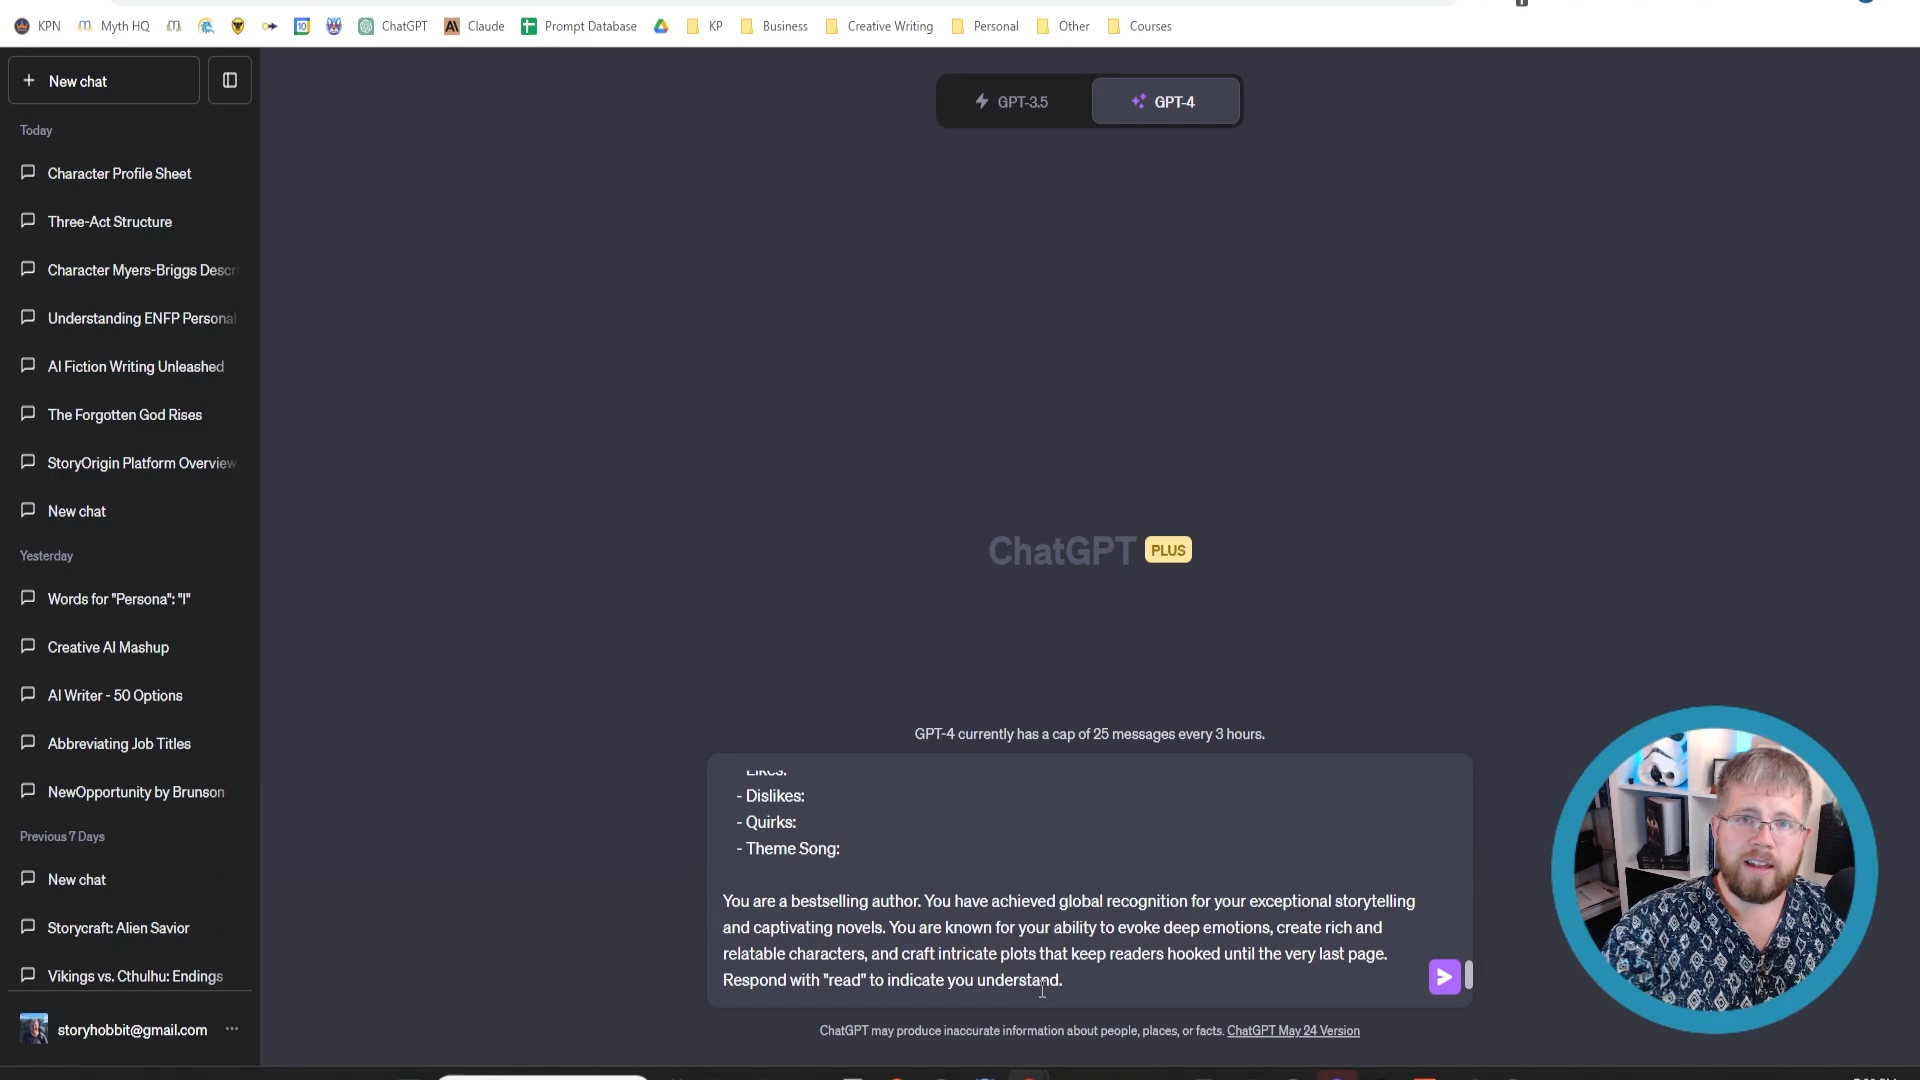 KPN
Myth HQ
10
ChatGPT
Claude
Prompt Database
KP
Business
Creative Writing
Personal
Other
Courses
New chat
Today
Character Profile Sheet
Three-Act Structure
Character Myers-Briggs Descr
Understanding ENFP Personal
AI Fiction Writing Unleashed
The Forgotten God Rises
StoryOrigin Platform Overview
New chat
Yesterday
Words for "Persona": "I"
Creative AI Mashup
AI Writer - 50 Options
Abbreviating Job Titles
NewOpportunity by Brunson
Previous 7 Days
New chat
Storycraft: Alien Savior
Vikings vs. Cthulhu: Endings
storyhobbit@gmail.com
GPT-3.5
GPT-4
ChatGPT PLUS
GPT-4 currently has a cap of 25 messages every 3 hours.
Likes:
- Dislikes:
- Quirks:
- Theme Song:
You are a bestselling author. You have achieved global recognition for your exceptional storytelling
and captivating novels. You are known for your ability to evoke deep emotions, create rich and
relatable characters, and craft intricate plots that keep readers hooked until the very last page.
Respond with "read" to indicate you understand.
ChatGPT may produce inaccurate information about people, places, or facts. ChatGPT May 24 Version